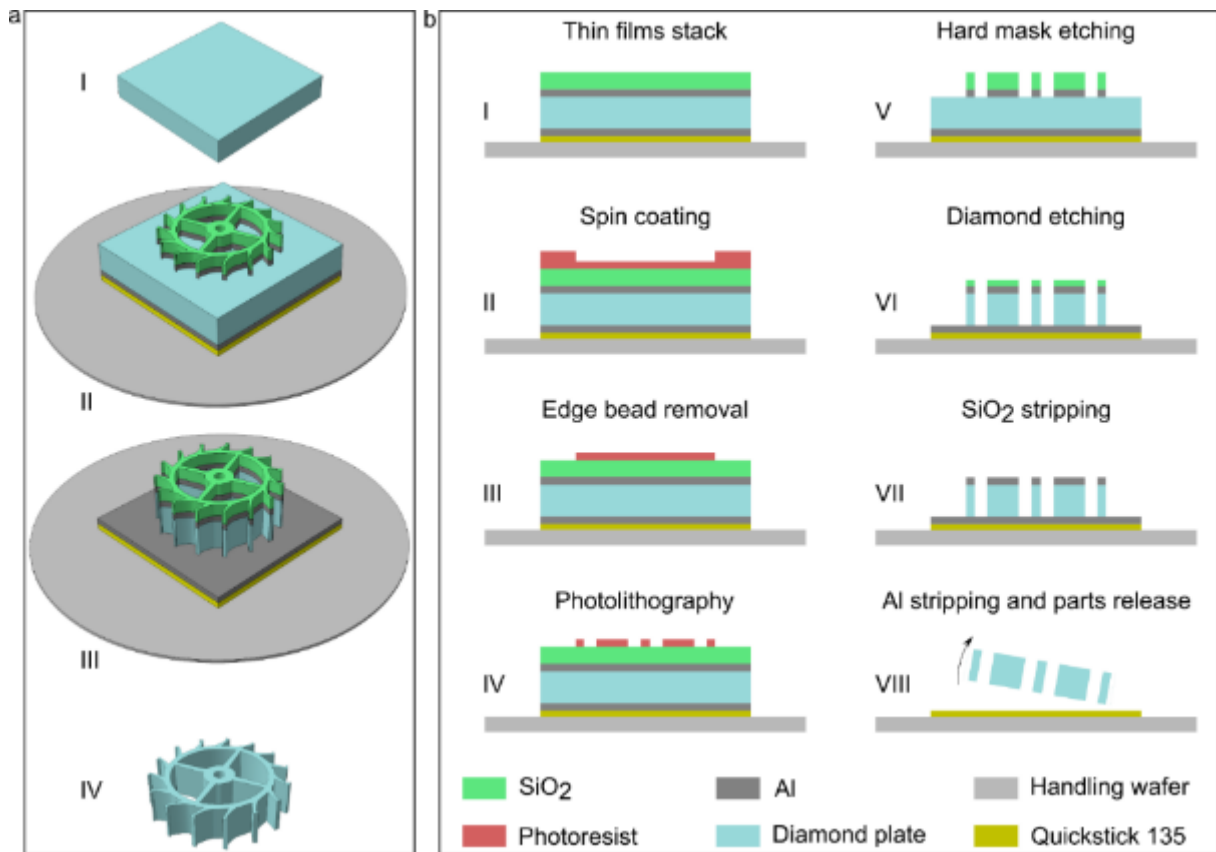 a
I
II
III
IV
b
Thin films stack
I
Spin coating
II
Edge bead removal
III
Photolithography
IV
Hard mask etching
V
Diamond etching
VI
SiO2 stripping
VII
Al stripping and parts release
VIII
SiO2
Al
Handling wafer
Photoresist
Diamond plate
Quickstick 135